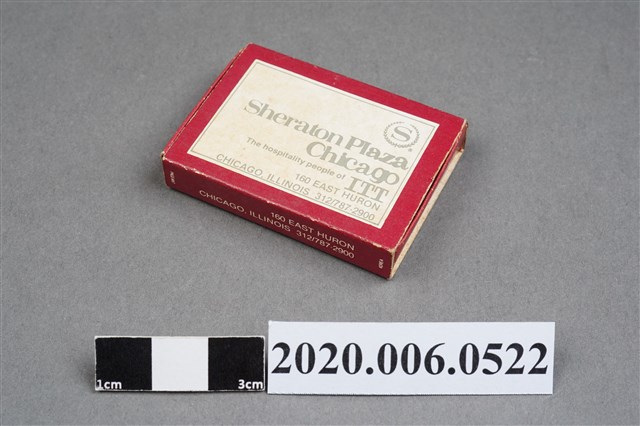 S
Sheraton Plaza
Chicago
The hospitality people of ITT
160 EAST HURON
CHICAGO, ILLINOIS 312/787-2900
160 EAST HURON
CHICAGO, ILLINOIS 312/787-2900
1cm 3cm
2020.006.0522